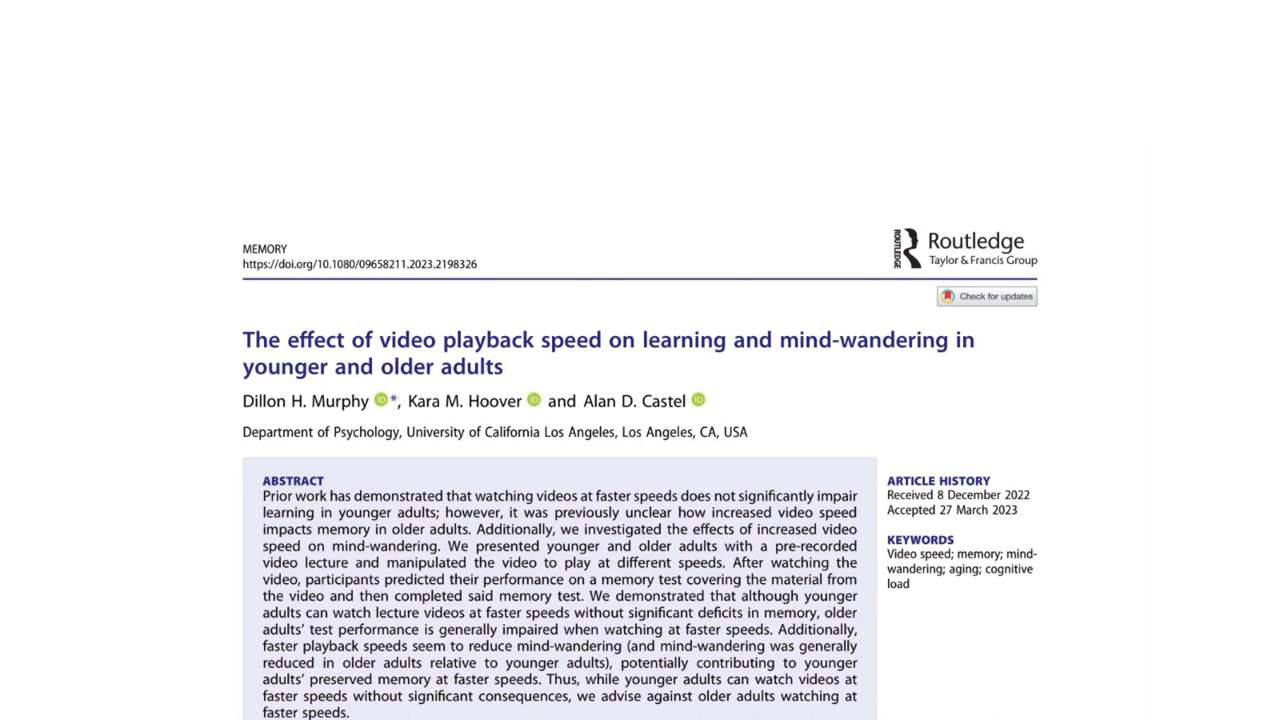 MEMORY
https://doi.org/10.1080/09658211.2023.2198326
ROUTLEDGE
Routledge
Taylor & Francis Group
Check for updates
The effect of video playback speed on learning and mind-wandering in
younger and older adults
Dillon H. Murphy iD*, Kara M. Hoover iD and Alan D. Castel iD
Department of Psychology, University of California Los Angeles, Los Angeles, CA, USA
ABSTRACT
Prior work has demonstrated that watching videos at faster speeds does not significantly impair
learning in younger adults; however, it was previously unclear how increased video speed
impacts memory in older adults. Additionally, we investigated the effects of increased video
speed on mind-wandering. We presented younger and older adults with a pre-recorded
video lecture and manipulated the video to play at different speeds. After watching the
video, participants predicted their performance on a memory test covering the material from
the video and then completed said memory test. We demonstrated that although younger
adults can watch lecture videos at faster speeds without significant deficits in memory, older
adults' test performance is generally impaired when watching at faster speeds. Additionally,
faster playback speeds seem to reduce mind-wandering (and mind-wandering was generally
reduced in older adults relative to younger adults), potentially contributing to younger
adults' preserved memory at faster speeds. Thus, while younger adults can watch videos at
faster speeds without significant consequences, we advise against older adults watching at
faster speeds.
ARTICLE HISTORY
Received 8 December 2022
Accepted 27 March 2023
KEYWORDS
Video speed; memory; mind-
wandering; aging; cognitive
load